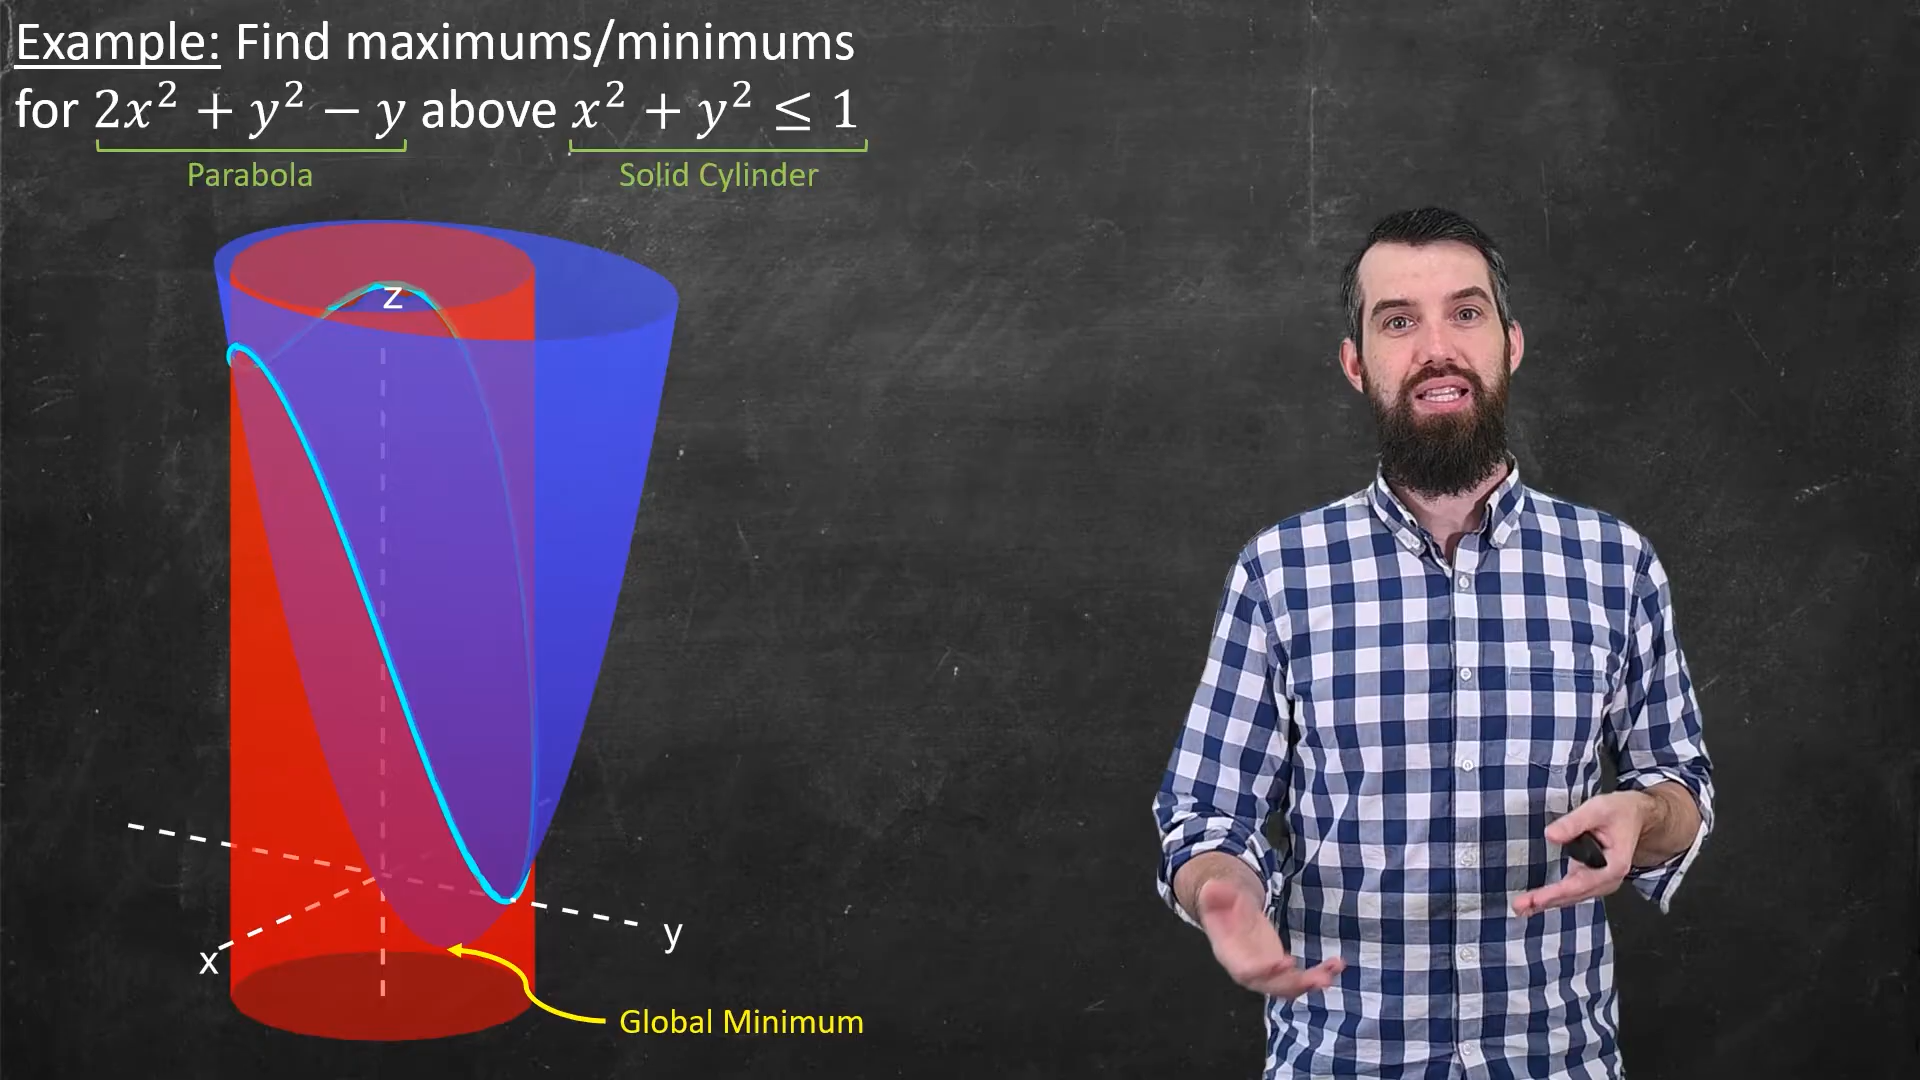 Example: Find maximums/minimums
for 2x² + y² − y above x² + y² ≤ 1
Parabola Solid Cylinder
z
y
x
Global Minimum